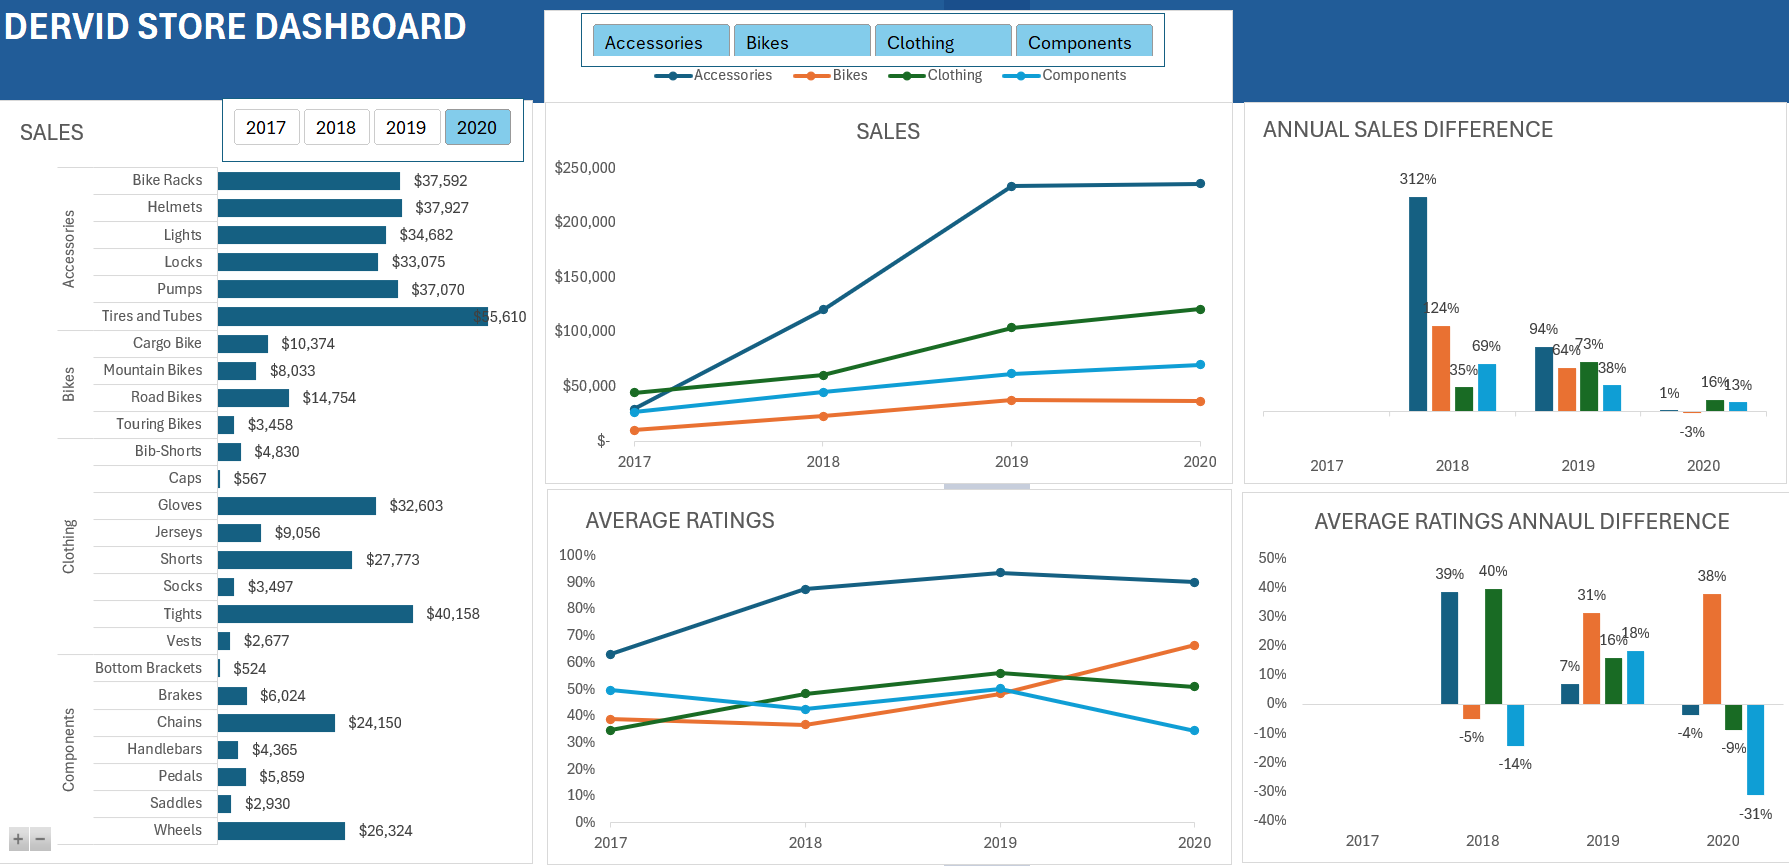 DERVID STORE DASHBOARD
Accessories Bikes Clothing Components
Accessories Bikes Clothing Components
SALES
2017 2018 2019 2020
Accessories
Bike Racks $37,592
Helmets $37,927
Lights $34,682
Locks $33,075
Pumps $37,070
Tires and Tubes $55,610
Bikes
Cargo Bike $10,374
Mountain Bikes $8,033
Road Bikes $14,754
Touring Bikes $3,458
Clothing
Bib-Shorts $4,830
Caps $567
Gloves $32,603
Jerseys $9,056
Shorts $27,773
Socks $3,497
Tights $40,158
Vests $2,677
Components
Bottom Brackets $524
Brakes $6,024
Chains $24,150
Handlebars $4,365
Pedals $5,859
Saddles $2,930
Wheels $26,324
+ −
SALES
$250,000
$200,000
$150,000
$100,000
$50,000
$-
2017 2018 2019 2020
ANNUAL SALES DIFFERENCE
312%
124%
35%
69%
94%
64%
73%
38%
1%
-3%
16%
13%
2017 2018 2019 2020
AVERAGE RATINGS
100%
90%
80%
70%
60%
50%
40%
30%
20%
10%
0%
2017 2018 2019 2020
AVERAGE RATINGS ANNAUL DIFFERENCE
50%
40%
30%
20%
10%
0%
-10%
-20%
-30%
-40%
39%
-5%
40%
-14%
7%
31%
16%
18%
-4%
38%
-9%
-31%
2017 2018 2019 2020